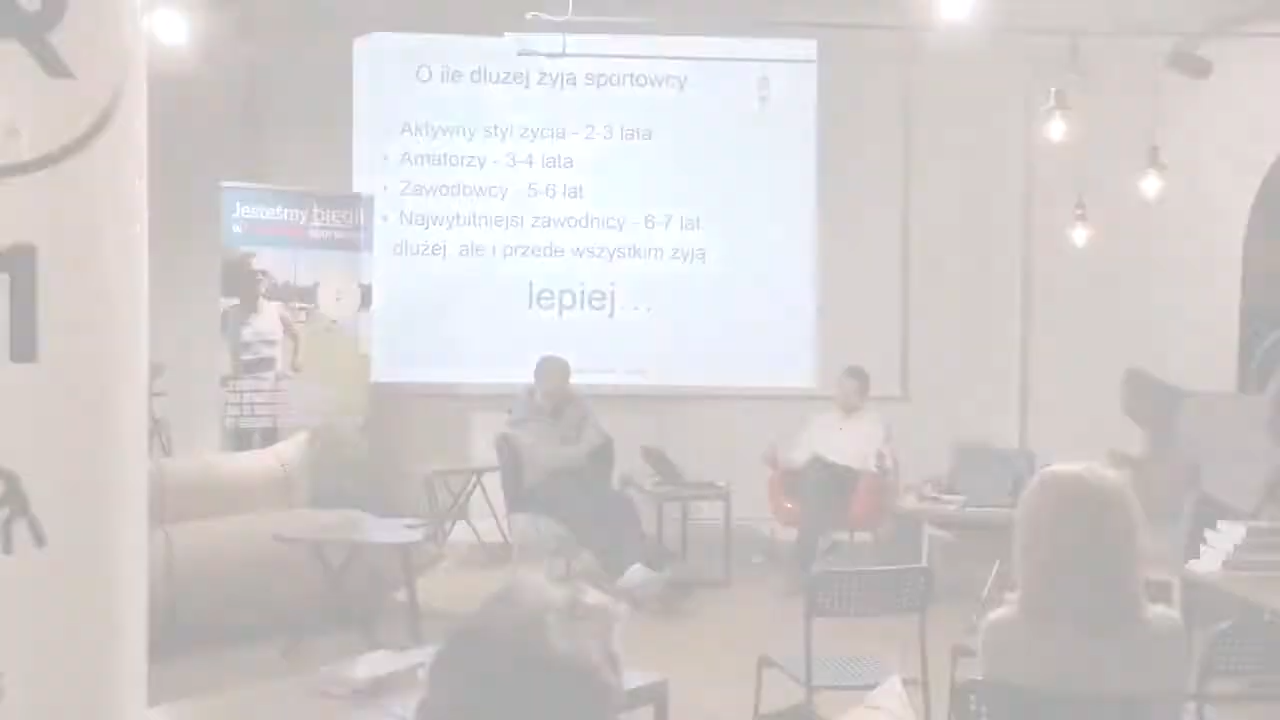 O ile dłużej żyją sportowcy
Aktywny styl życia - 2-3 lata
• Amatorzy - 3-4 lata
• Zawodowcy - 5-6 lat
• Najwybitniejsi zawodnicy - 6-7 lat
dłużej, ale i przede wszystkim żyją
lepiej…
Jesteśmy